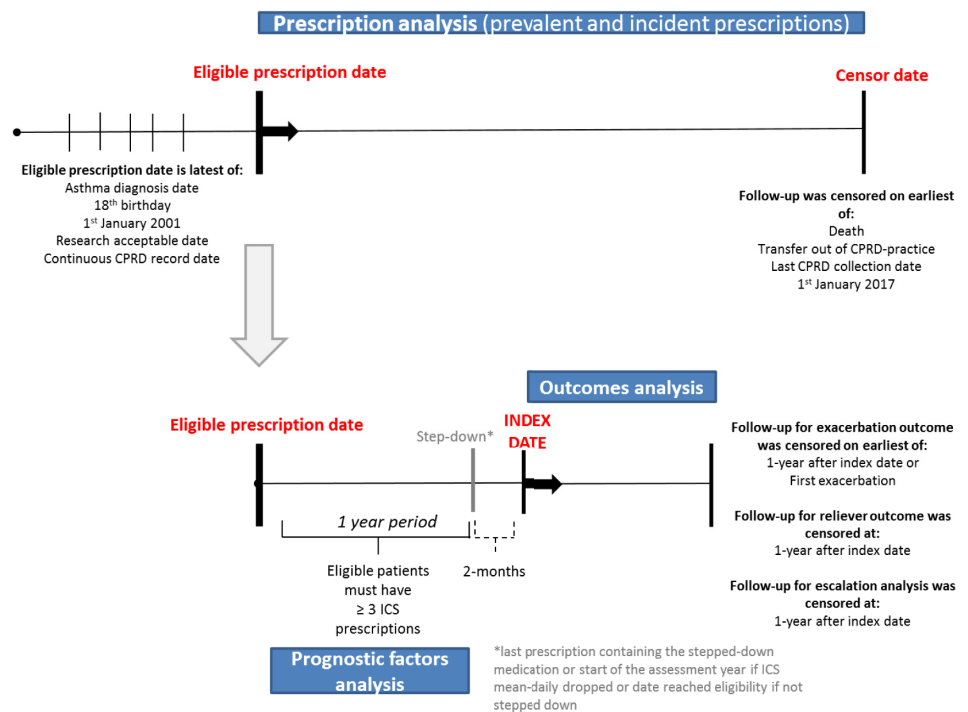 Prescription analysis (prevalent and incident prescriptions)
Eligible prescription date
Censor date
Eligible prescription date is latest of:
Asthma diagnosis date
18th birthday
1st January 2001
Research acceptable date
Continuous CPRD record date
Follow-up was censored on earliest
of:
Death
Transfer out of CPRD-practice
Last CPRD collection date
1st January 2017
Outcomes analysis
Eligible prescription date
Step-down*
INDEX
DATE
Follow-up for exacerbation outcome
was censored on earliest of:
1-year after index date or
First exacerbation
Follow-up for reliever outcome was
censored at:
1-year after index date
Follow-up for escalation analysis was
censored at:
1-year after index date
1 year period
Eligible patients
must have
≥ 3 ICS
prescriptions
2-months
Prognostic factors
analysis
*last prescription containing the stepped-down
medication or start of the assessment year if ICS
mean-daily dropped or date reached eligibility if not
stepped down